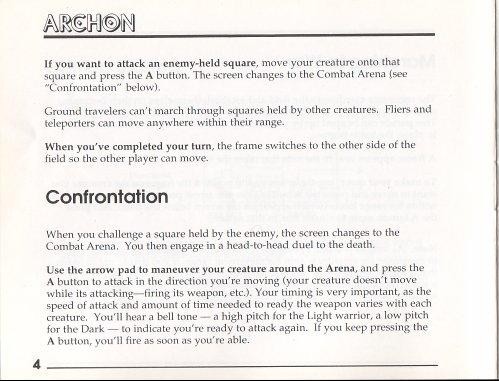 ARCHON
If you want to attack an enemy-held square, move your creature onto that
square and press the A button. The screen changes to the Combat Arena (see
"Confrontation" below).
Ground travelers can't march through squares held by other creatures. Fliers and
teleporters can move anywhere within their range.
When you've completed your turn, the frame switches to the other side of the
field so the other player can move.
Confrontation
When you challenge a square held by the enemy, the screen changes to the
Combat Arena. You then engage in a head-to-head duel to the death.
Use the arrow pad to maneuver your creature around the Arena, and press the
A button to attack in the direction you're moving (your creature doesn't move
while its attacking—firing its weapon, etc.). Your timing is very important, as the
speed of attack and amount of time needed to ready the weapon varies with each
creature. You'll hear a bell tone — a high pitch for the Light warrior, a low pitch
for the Dark — to indicate you're ready to attack again. If you keep pressing the
A button, you'll fire as soon as you're able.
4